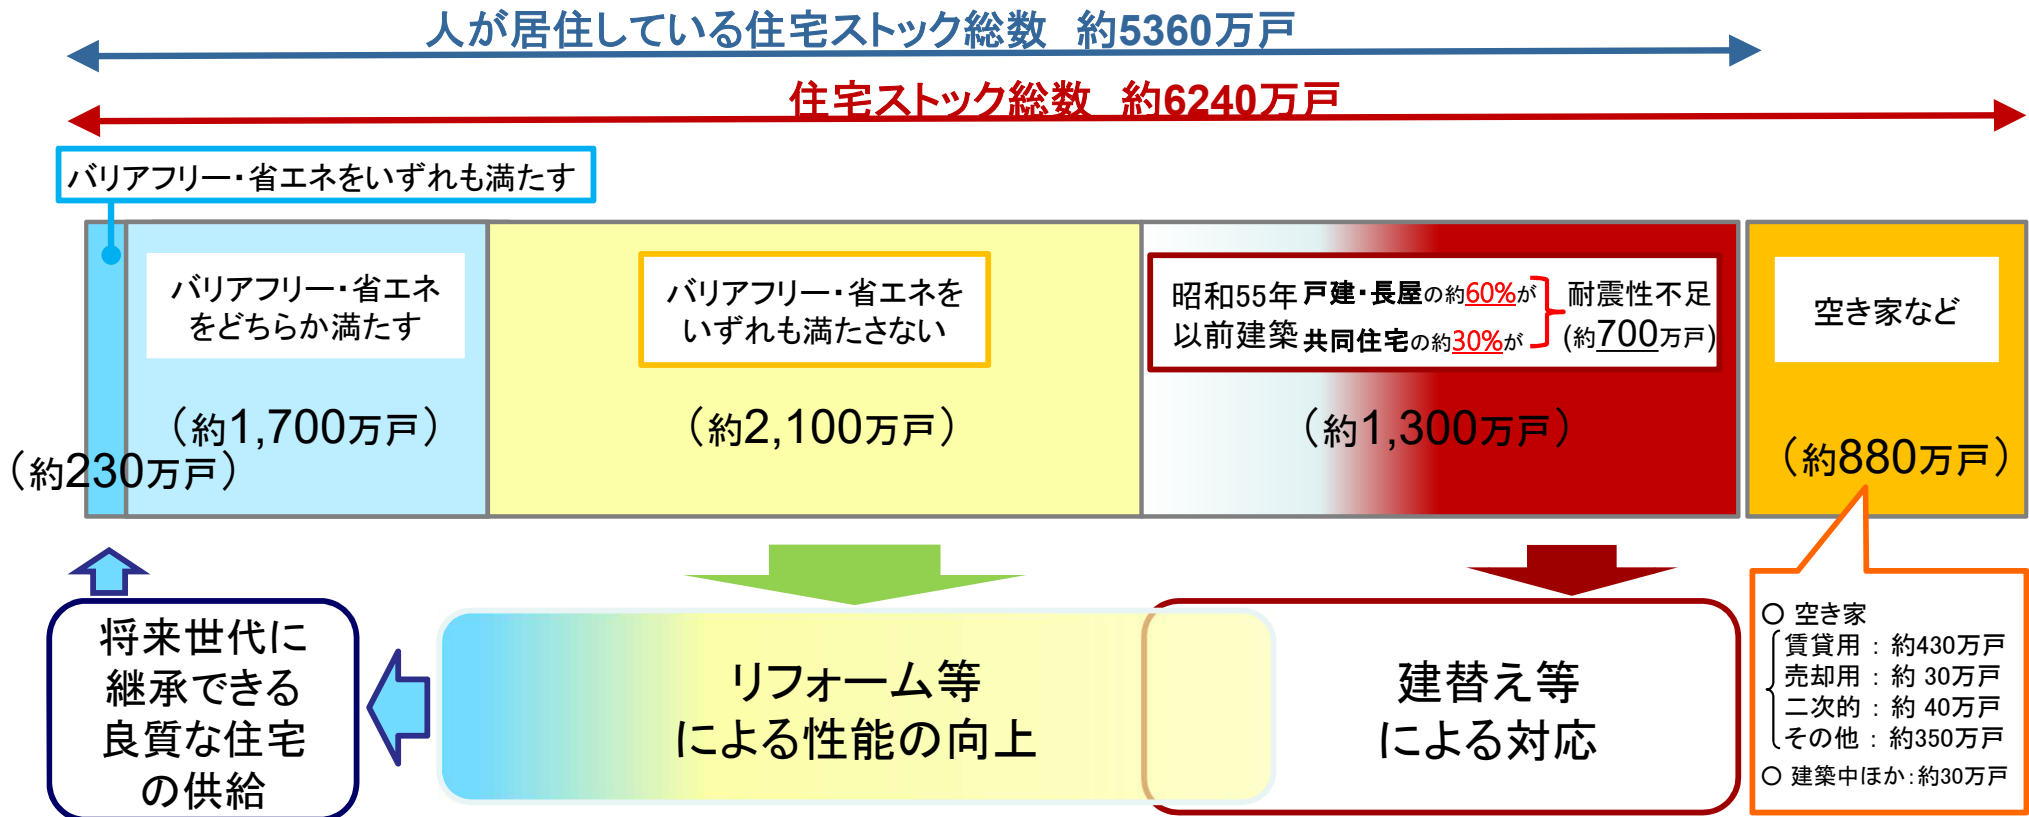 人が居住している住宅ストック総数　約5360万戸
住宅ストック総数　約6240万戸
バリアフリー・省エネをいずれも満たす
バリアフリー・省エネ
をどちらか満たす
バリアフリー・省エネを
いずれも満たさない
昭和55年
以前建築
戸建・長屋の約60%が
共同住宅の約30%が
耐震性不足
(約700万戸)
空き家など
（約230万戸）
（約1,700万戸）
（約2,100万戸）
（約1,300万戸）
（約880万戸）
将来世代に
継承できる
良質な住宅
の供給
リフォーム等
による性能の向上
建替え等
による対応
○ 空き家
賃貸用 ： 約430万戸
売却用 ： 約 30万戸
二次的 ： 約 40万戸
その他 ： 約350万戸
○ 建築中ほか：約30万戸